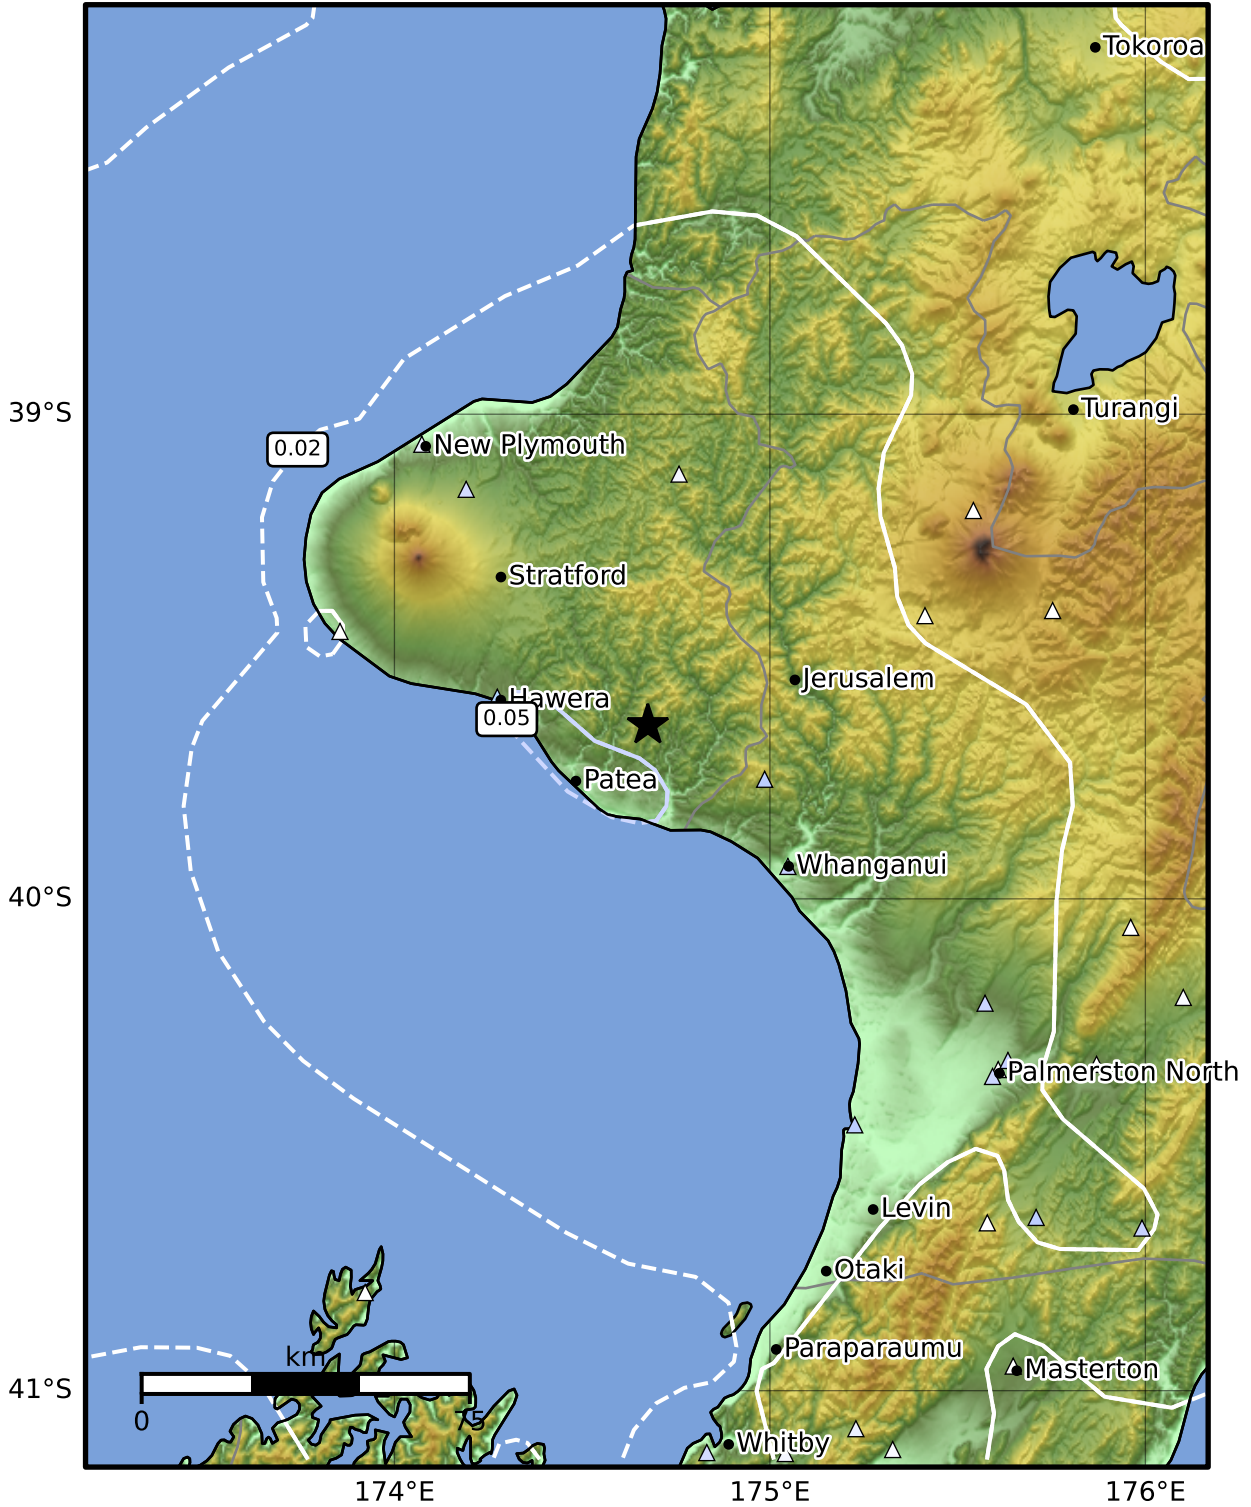 Tokoroa
39°S
Turangi
0.02
New Plymouth
Stratford
Jerusalem
Hawera
0.05
Patea
Whanganui
40°S
Palmerston North
Levin
Otaki
Paraparaumu
km
Masterton
41°S
0
75
Whitby
174°E
175°E
176°E